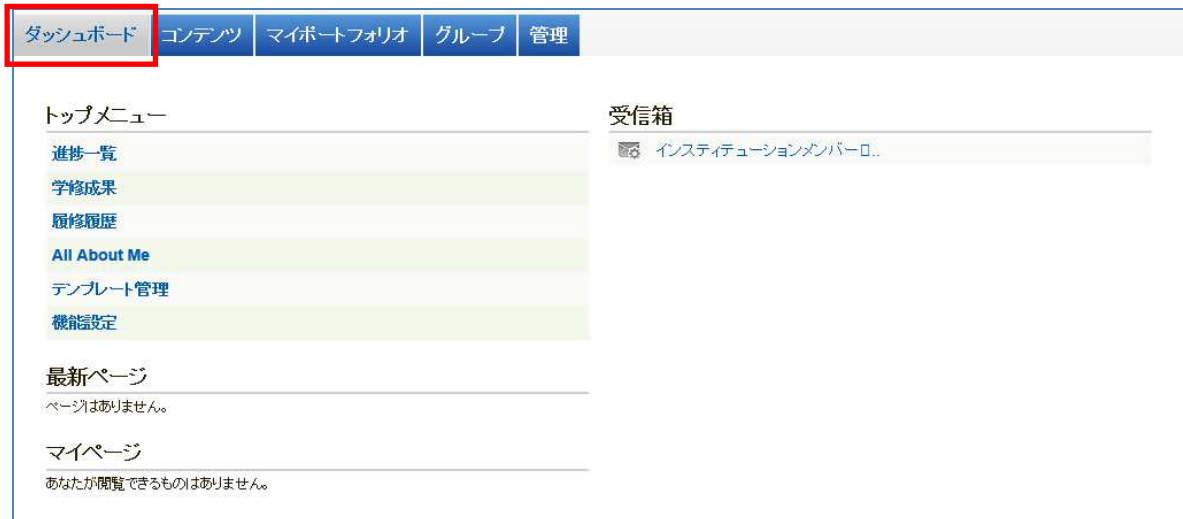 ダッシュボード コンテンツ マイポートフォリオ グループ 管理
トップメニュー
進捗一覧
学修成果
履修履歴
All About Me
テンプレート管理
機能設定
最新ページ
ページはありません。
マイページ
あなたが閲覧できるものはありません。
受信箱
インスティテューションメンバーロ..